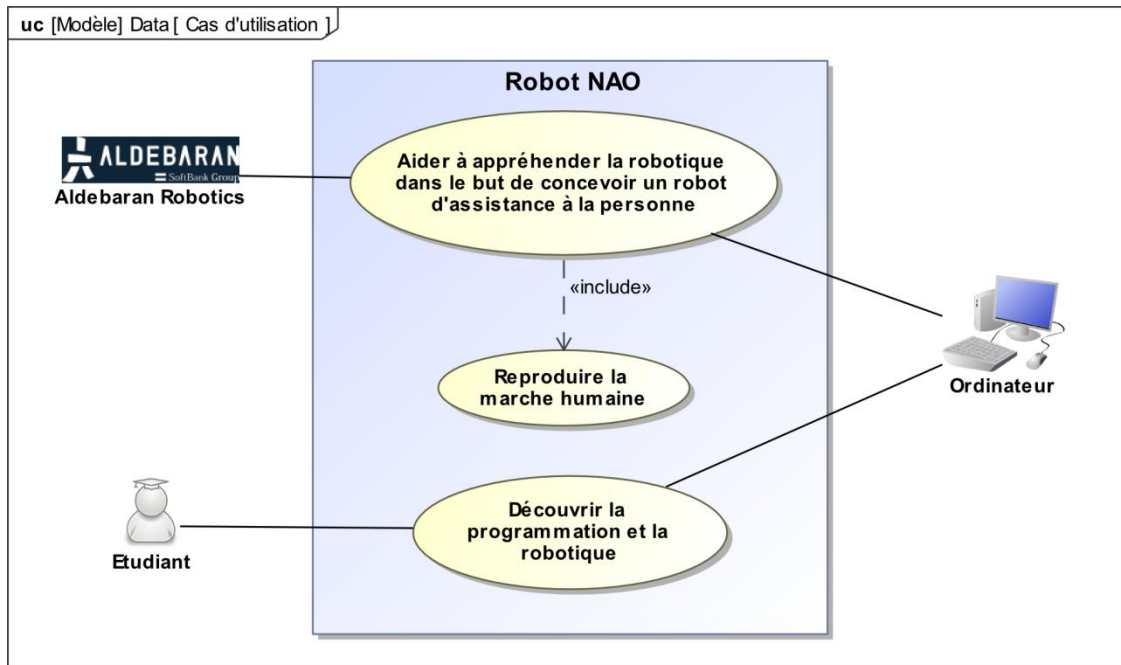 uc [Modèle] Data [ Cas d'utilisation ]
Robot NAO
ALDEBARAN
SoftBank Group
Aldebaran Robotics
Aider à appréhender la robotique
dans le but de concevoir un robot
d'assistance à la personne
«include»
Reproduire la
marche humaine
Ordinateur
Découvrir la
programmation et la
robotique
Etudiant